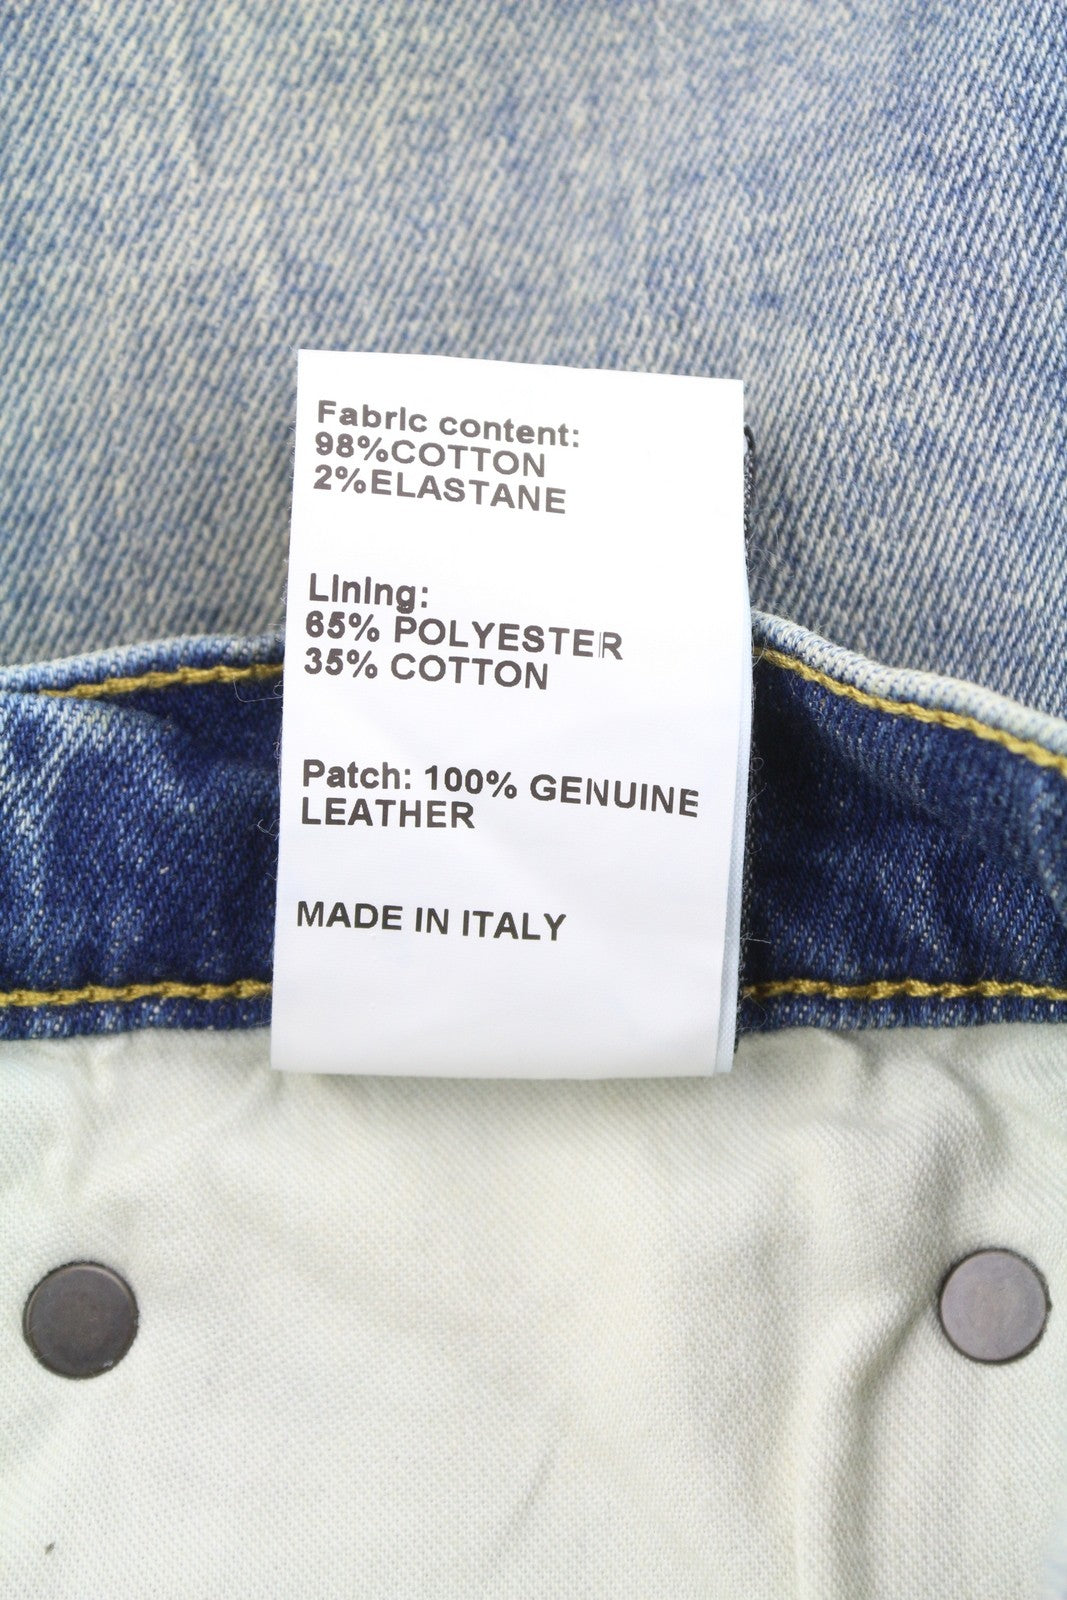 Fabric content:
98%COTTON
2%ELASTANE
Lining:
65% POLYESTER
35% COTTON
Patch: 100% GENUINE
LEATHER
MADE IN ITALY